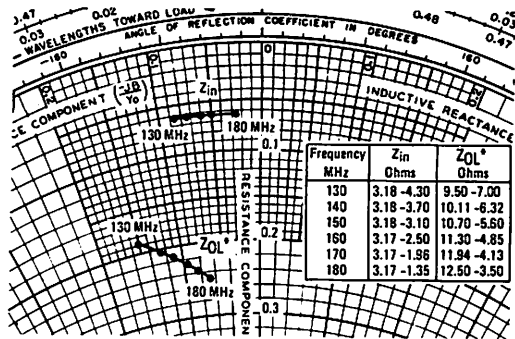 0.47
0.03
0.02
0.48
0.03
0.02
0.47
WAVELENGTHS TOWARD LOAD
ANGLE OF REFLECTION COEFFICIENT IN DEGREES
-160
160
0
CE COMPONENT (-jB/Yo)
INDUCTIVE REACTANCE
Zin
130 MHz
180 MHz
0.1
RESISTANCE COMPONEN
0.2
0.3
130 MHz
ZOL*
180 MHz
Frequency MHz Zin Ohms ZOL* Ohms
130 3.18 -4.30 9.50 -7.00
140 3.18 -3.70 10.11 -6.32
150 3.18 -3.10 10.70 -5.60
160 3.17 -2.50 11.30 -4.85
170 3.17 -1.96 11.94 -4.13
180 3.17 -1.35 12.50 -3.50